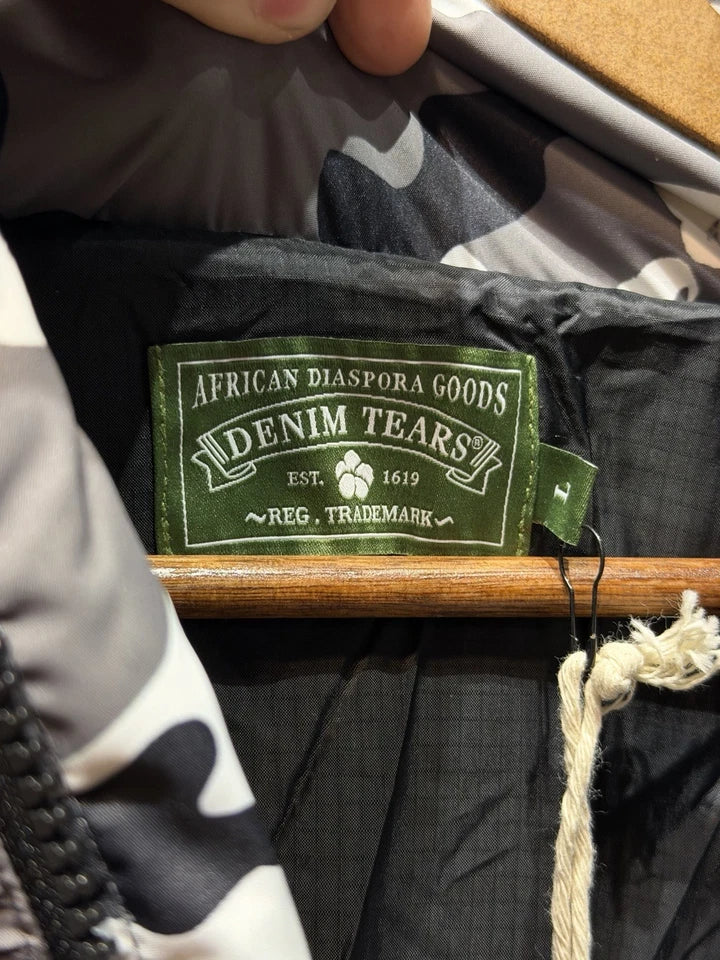 AFRICAN DIASPORA GOODS
DENIM TEARS®
EST. 1619
~REG. TRADEMARK~
L